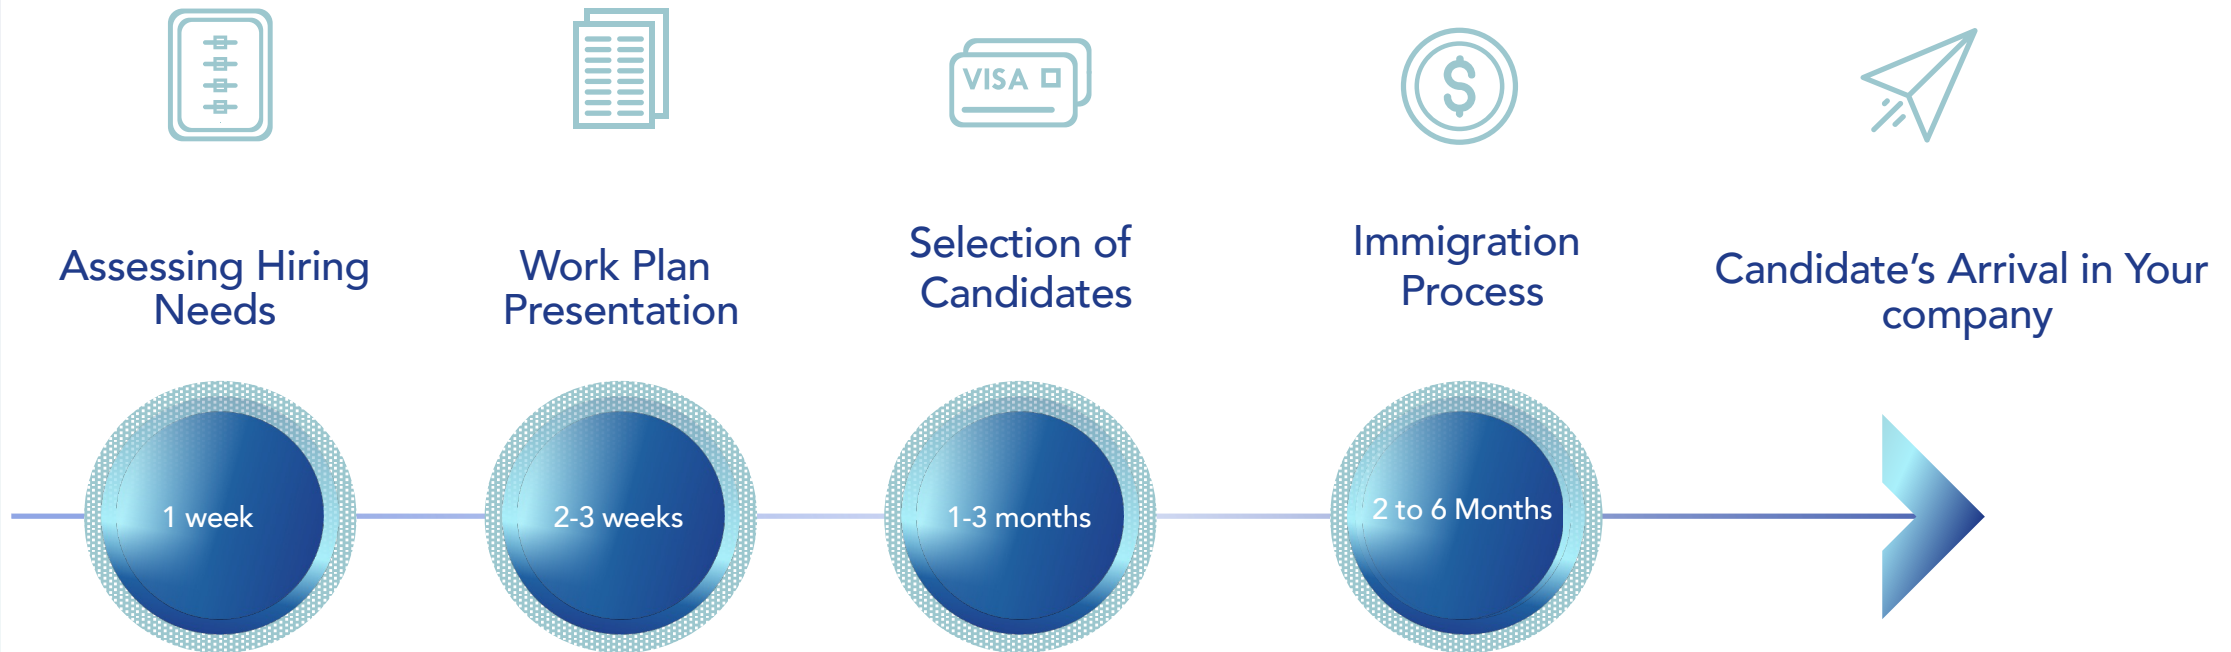 VISA
Assessing Hiring
Needs
Work Plan
Presentation
Selection of
Candidates
Immigration
Process
Candidate’s Arrival in Your
company
1 week
2-3 weeks
1-3 months
2 to 6 Months
$